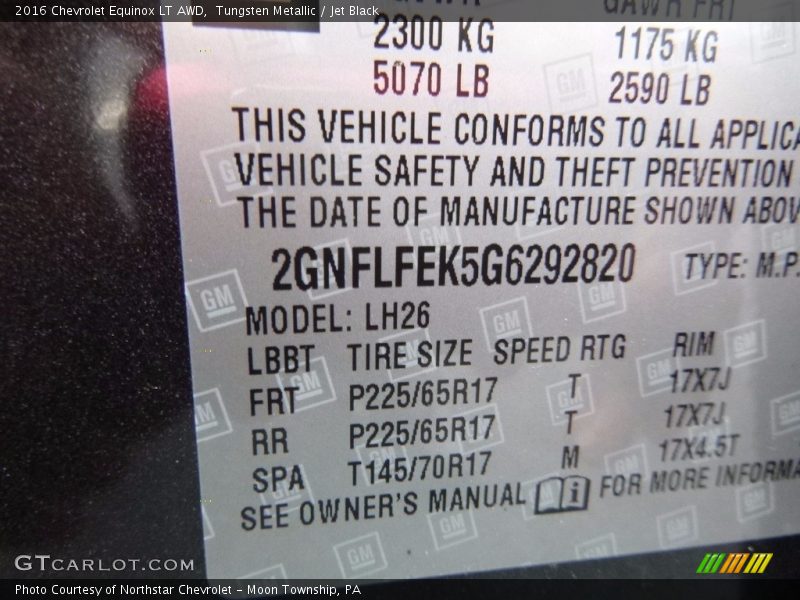 2016 Chevrolet Equinox LT AWD, Tungsten Metallic / Jet Black
GAWR FRT
2300 KG 1175 KG
5070 LB 2590 LB
THIS VEHICLE CONFORMS TO ALL APPLICA
VEHICLE SAFETY AND THEFT PREVENTION
THE DATE OF MANUFACTURE SHOWN ABOV
2GNFLFEK5G6292820 TYPE: M.P.
MODEL: LH26
LBBT TIRE SIZE SPEED RTG RIM
FRT P225/65R17 T 17X7J
RR P225/65R17 T 17X7J
SPA T145/70R17 M 17X4.5T
SEE OWNER'S MANUAL i FOR MORE INFORMA
GTCARLOT.COM
Photo Courtesy of Northstar Chevrolet – Moon Township, PA